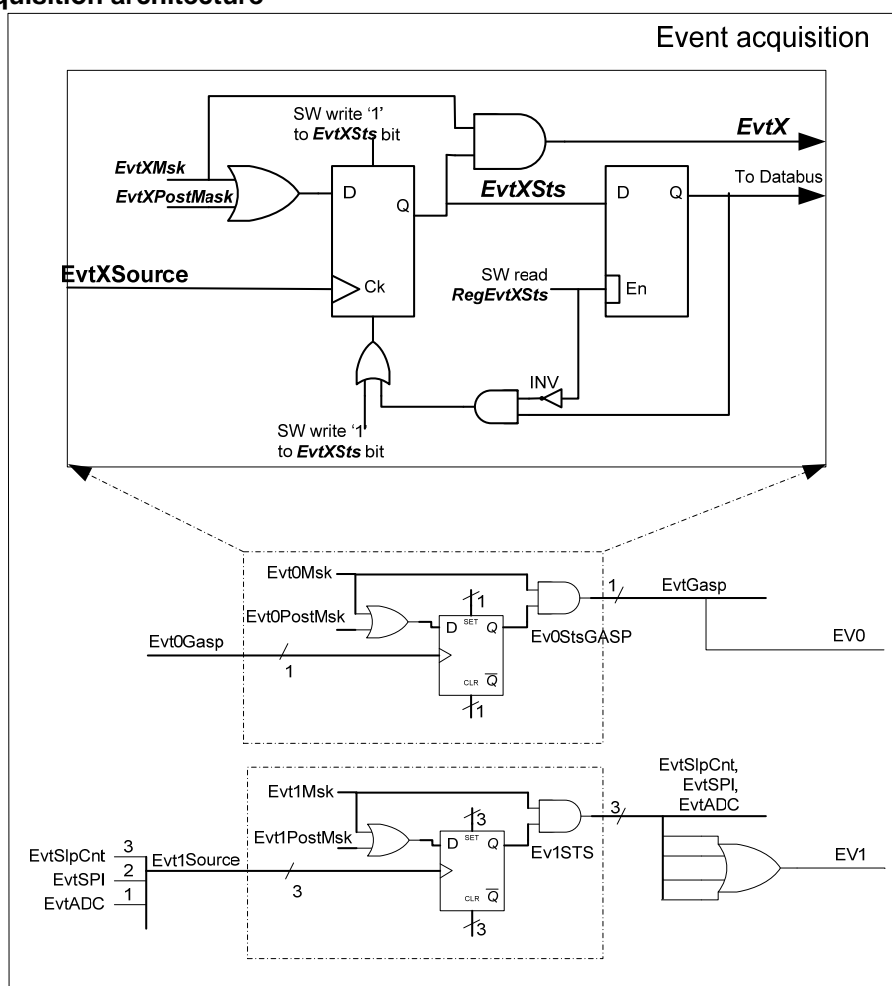 quisition architecture
Event acquisition
SW write ‘1’
to EvtXSts bit
EvtX
EvtXMsk
EvtXPostMask
D
Q
EvtXSts
D
Q
To Databus
EvtXSource
Ck
SW read
RegEvtXSts
En
INV
SW write ‘1’
to EvtXSts bit
Evt0Msk
1
1
EvtGasp
Evt0PostMsk
D
SET
Q
Ev0StsGASP
EV0
Evt0Gasp
1
CLR
Q
1
EvtSlpCnt,
EvtSPI,
EvtADC
Evt1Msk
3
3
Evt1PostMsk
D
SET
Q
Ev1STS
EV1
EvtSlpCnt
3
Evt1Source
EvtSPI
2
3
EvtADC
1
CLR
Q
3